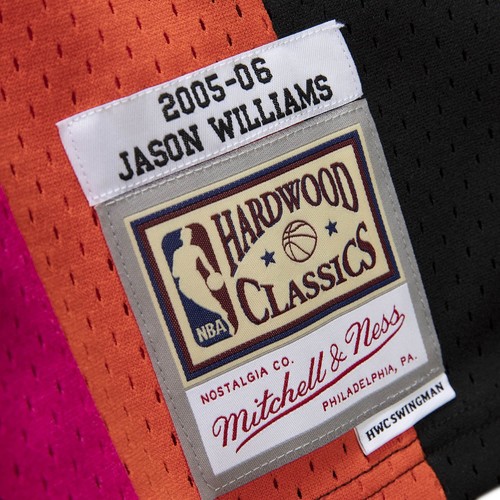 2005-06
JASON WILLIAMS
HARDWOOD
CLASSICS
NBA
NOSTALGIA CO.
Mitchell & Ness
PHILADELPHIA, PA.
HWC SWINGMAN